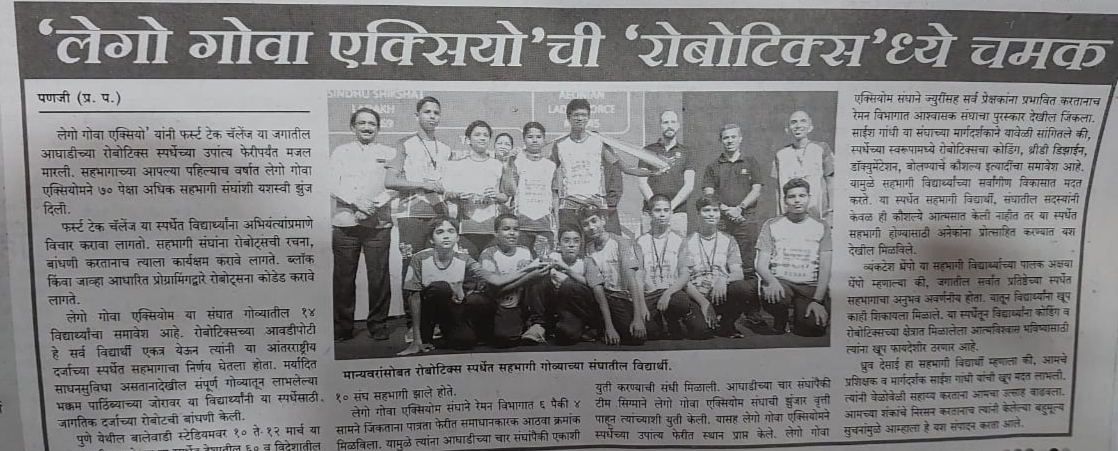 ‘लेगो गोवा एक्सियो’ची ‘रोबोटिक्स’ध्ये चमक
पणजी (प्र. प.)
लेगो गोवा एक्सियो’ यांनी फर्स्ट टेक चॅलेंज या जगातील
आघाडीच्या रोबोटिक्स स्पर्धेच्या उपांत्य फेरीपर्यंत मजल
मारली. सहभागाच्या आपल्या पहिल्याच वर्षात लेगो गोवा
एक्सियोमने ७० पेक्षा अधिक सहभागी संघांशी यशस्वी झुंज
दिली.
फर्स्ट टेक चॅलेंज या स्पर्धेत विद्यार्थ्यांना अभियंत्यांप्रमाणे
विचार करावा लागतो. सहभागी संघांना रोबोट्सची रचना,
बांधणी करतानाच त्याला कार्यक्षम करावे लागते. ब्लॉक
किंवा जाव्हा आधारित प्रोग्रामिंगद्वारे रोबोट्सना कोडेड करावे
लागते.
लेगो गोवा एक्सियोम या संघात गोव्यातील १४
विद्यार्थ्यांचा समावेश आहे. रोबोटिक्सच्या आवडीपोटी
हे सर्व विद्यार्थी एकत्र येऊन त्यांनी या आंतरराष्ट्रीय
दर्जाच्या स्पर्धेत सहभागाचा निर्णय घेतला होता. मर्यादित
साधनसुविधा असतानादेखील संपूर्ण गोव्यातून लाभलेल्या
भक्कम पाठिंब्याच्या जोरावर या विद्यार्थ्यांनी या स्पर्धेसाठी
जागतिक दर्जाच्या रोबोटची बांधणी केली.
पुणे येथील बालेवाडी स्टेडियमवर १० ते १२ मार्च या
SINDHU SHIKSHA
LADAKH
AEONIAN
LADAKH FORCE
मान्यवरांसोबत रोबोटिक्स स्पर्धेत सहभागी गोव्याच्या संघातील विद्यार्थी.
१० संघ सहभागी झाले होते.
लेगो गोवा एक्सियोम संघाने रेमन विभागात ६ पैकी ४
सामने जिंकताना पात्रता फेरीत समाधानकारक आठवा क्रमांक
मिळविला. यामुळे त्यांना आघाडीच्या चार संघांपैकी एकाशी
युती करण्याची संधी मिळाली. आघाडीच्या चार संघांपैकी
टीम सिग्माने लेगो गोवा एक्सियोम संघाची झुंजार वृत्ती
पाहून त्यांच्याशी युती केली. यासह लेगो गोवा एक्सियोमने
स्पर्धेच्या उपांत्य फेरीत स्थान प्राप्त केले. लेगो गोवा
एक्सियोम संघाने ज्युरींसह सर्व प्रेक्षकांना प्रभावित करतानाच
रेमन विभागात आश्वासक संघाचा पुरस्कार देखील जिंकला.
साईश गांधी या संघाच्या मार्गदर्शकाने यावेळी सांगितले की,
स्पर्धेच्या स्वरूपामध्ये रोबोटिक्सचा कोडिंग, थ्रीडी डिझाईन,
डॉक्युमेंटेशन, बोलण्याचे कौशल्य इत्यादींचा समावेश आहे.
यामुळे सहभागी विद्यार्थ्यांच्या सर्वांगीण विकासात मदत
करते. या स्पर्धेत सहभागी विद्यार्थी, संघातील सदस्यांनी
केवळ ही कौशल्ये आत्मसात केली नाहीत तर या स्पर्धेत
सहभागी होण्यासाठी अनेकांना प्रोत्साहित करण्यात यश
देखील मिळविले.
व्यंकटेश धेंपो या सहभागी विद्यार्थ्याच्या पालक अक्षया
धेंपो म्हणाल्या की, जगातील सर्वात प्रतिष्ठेच्या स्पर्धेत
सहभागाचा अनुभव अवर्णनीय होता. यातून विद्यार्थ्यांना खूप
काही शिकायला मिळाले. या स्पर्धेतून विद्यार्थ्यांना कोडिंग व
रोबोटिक्सच्या क्षेत्रात मिळालेला आत्मविश्वास भविष्यासाठी
त्यांना खूप फायदेशीर ठरणार आहे.
ध्रुव देसाई हा सहभागी विद्यार्थी म्हणाला की, आमचे
प्रशिक्षक व मार्गदर्शक साईश गांधी यांची खूप मदत लाभली.
त्यांनी वेळोवेळी सहाय्य करताना आमचा उत्साह वाढवला.
आमच्या शंकांचे निरसन करतानाच त्यांनी केलेल्या बहुमूल्य
सूचनांमुळे आम्हाला हे यश संपादन करता आले.